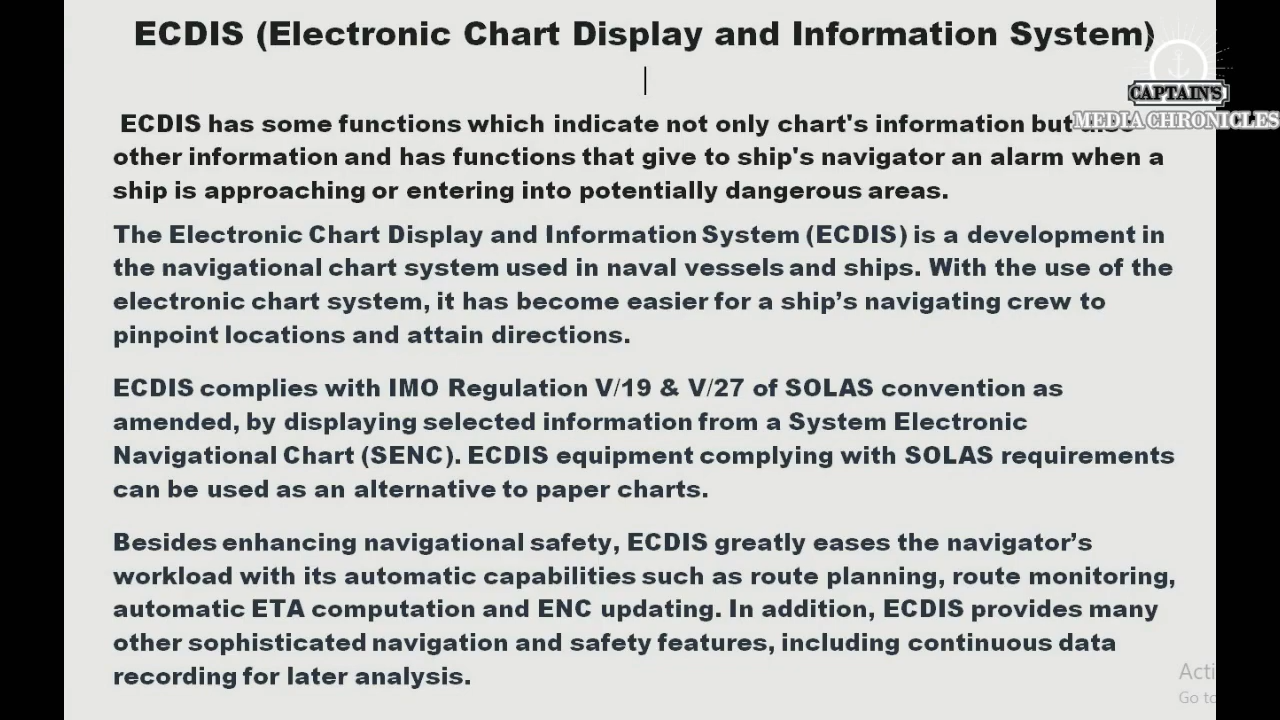 ECDIS (Electronic Chart Display and Information System)
CAPTAIN'S
MEDIA CHRONICLES
ECDIS has some functions which indicate not only chart's information but also
other information and has functions that give to ship's navigator an alarm when a
ship is approaching or entering into potentially dangerous areas.
The Electronic Chart Display and Information System (ECDIS) is a development in
the navigational chart system used in naval vessels and ships. With the use of the
electronic chart system, it has become easier for a ship’s navigating crew to
pinpoint locations and attain directions.
ECDIS complies with IMO Regulation V/19 & V/27 of SOLAS convention as
amended, by displaying selected information from a System Electronic
Navigational Chart (SENC). ECDIS equipment complying with SOLAS requirements
can be used as an alternative to paper charts.
Besides enhancing navigational safety, ECDIS greatly eases the navigator’s
workload with its automatic capabilities such as route planning, route monitoring,
automatic ETA computation and ENC updating. In addition, ECDIS provides many
other sophisticated navigation and safety features, including continuous data
recording for later analysis.
Acti
Go to